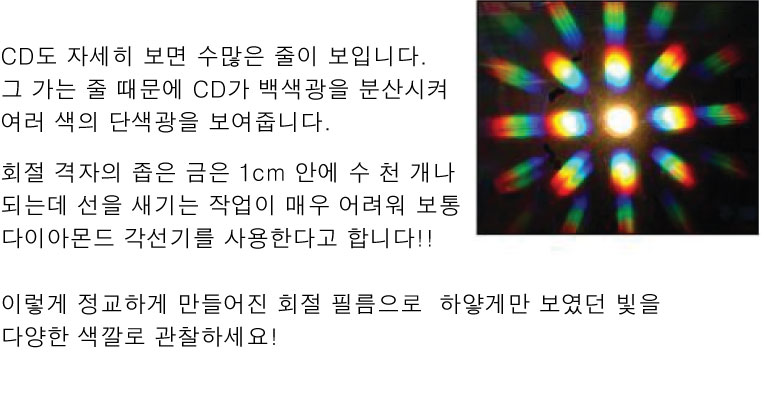 CD도 자세히 보면 수많은 줄이 보입니다.
그 가는 줄 때문에 CD가 백색광을 분산시켜
여러 색의 단색광을 보여줍니다.
회절 격자의 좁은 금은 1cm 안에 수 천 개나
되는데 선을 새기는 작업이 매우 어려워 보통
다이아몬드 각선기를 사용한다고 합니다!!
이렇게 정교하게 만들어진 회절 필름으로 하얗게만 보였던 빛을
다양한 색깔로 관찰하세요!